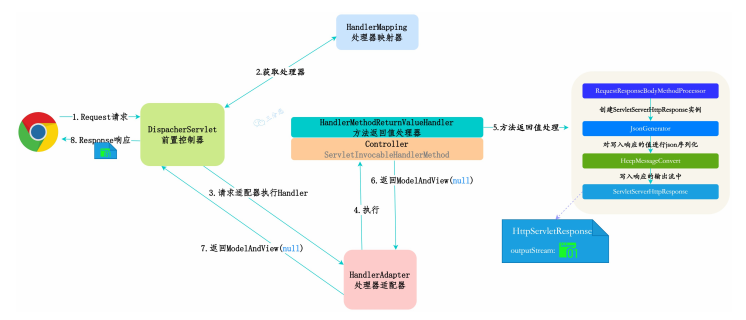 HandlerMapping
处理器映射器
2.获取处理器
1.Request请求
8.Response响应
DispacherServlet
前置控制器
HandlerMethodReturnValueHandler
方法返回值处理器
Controller
ServletInvocableHandlerMethod
5.方法返回值处理
RequestResponseBodyMethodProcessor
创建ServletServerHttpResponse实例
JsonGenerator
对写入响应的值进行json序列化
HttpMessageConvert
写入响应的输出流中
ServletServerHttpResponse
3.请求适配器执行Handler
4.执行
6.返回ModelAndView(null)
7.返回ModelAndView(null)
HttpServletResponse
outputStream:
HandlerAdapter
处理器适配器